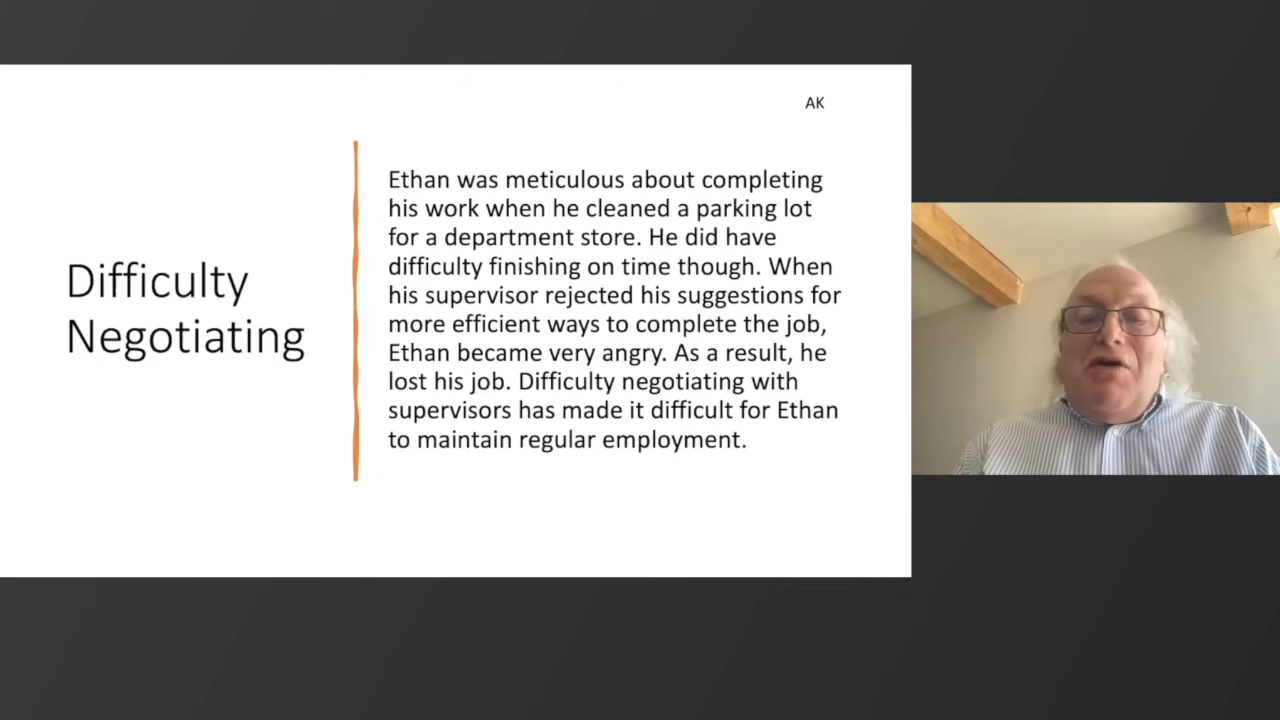 AK
Difficulty
Negotiating
Ethan was meticulous about completing
his work when he cleaned a parking lot
for a department store. He did have
difficulty finishing on time though. When
his supervisor rejected his suggestions for
more efficient ways to complete the job,
Ethan became very angry. As a result, he
lost his job. Difficulty negotiating with
supervisors has made it difficult for Ethan
to maintain regular employment.